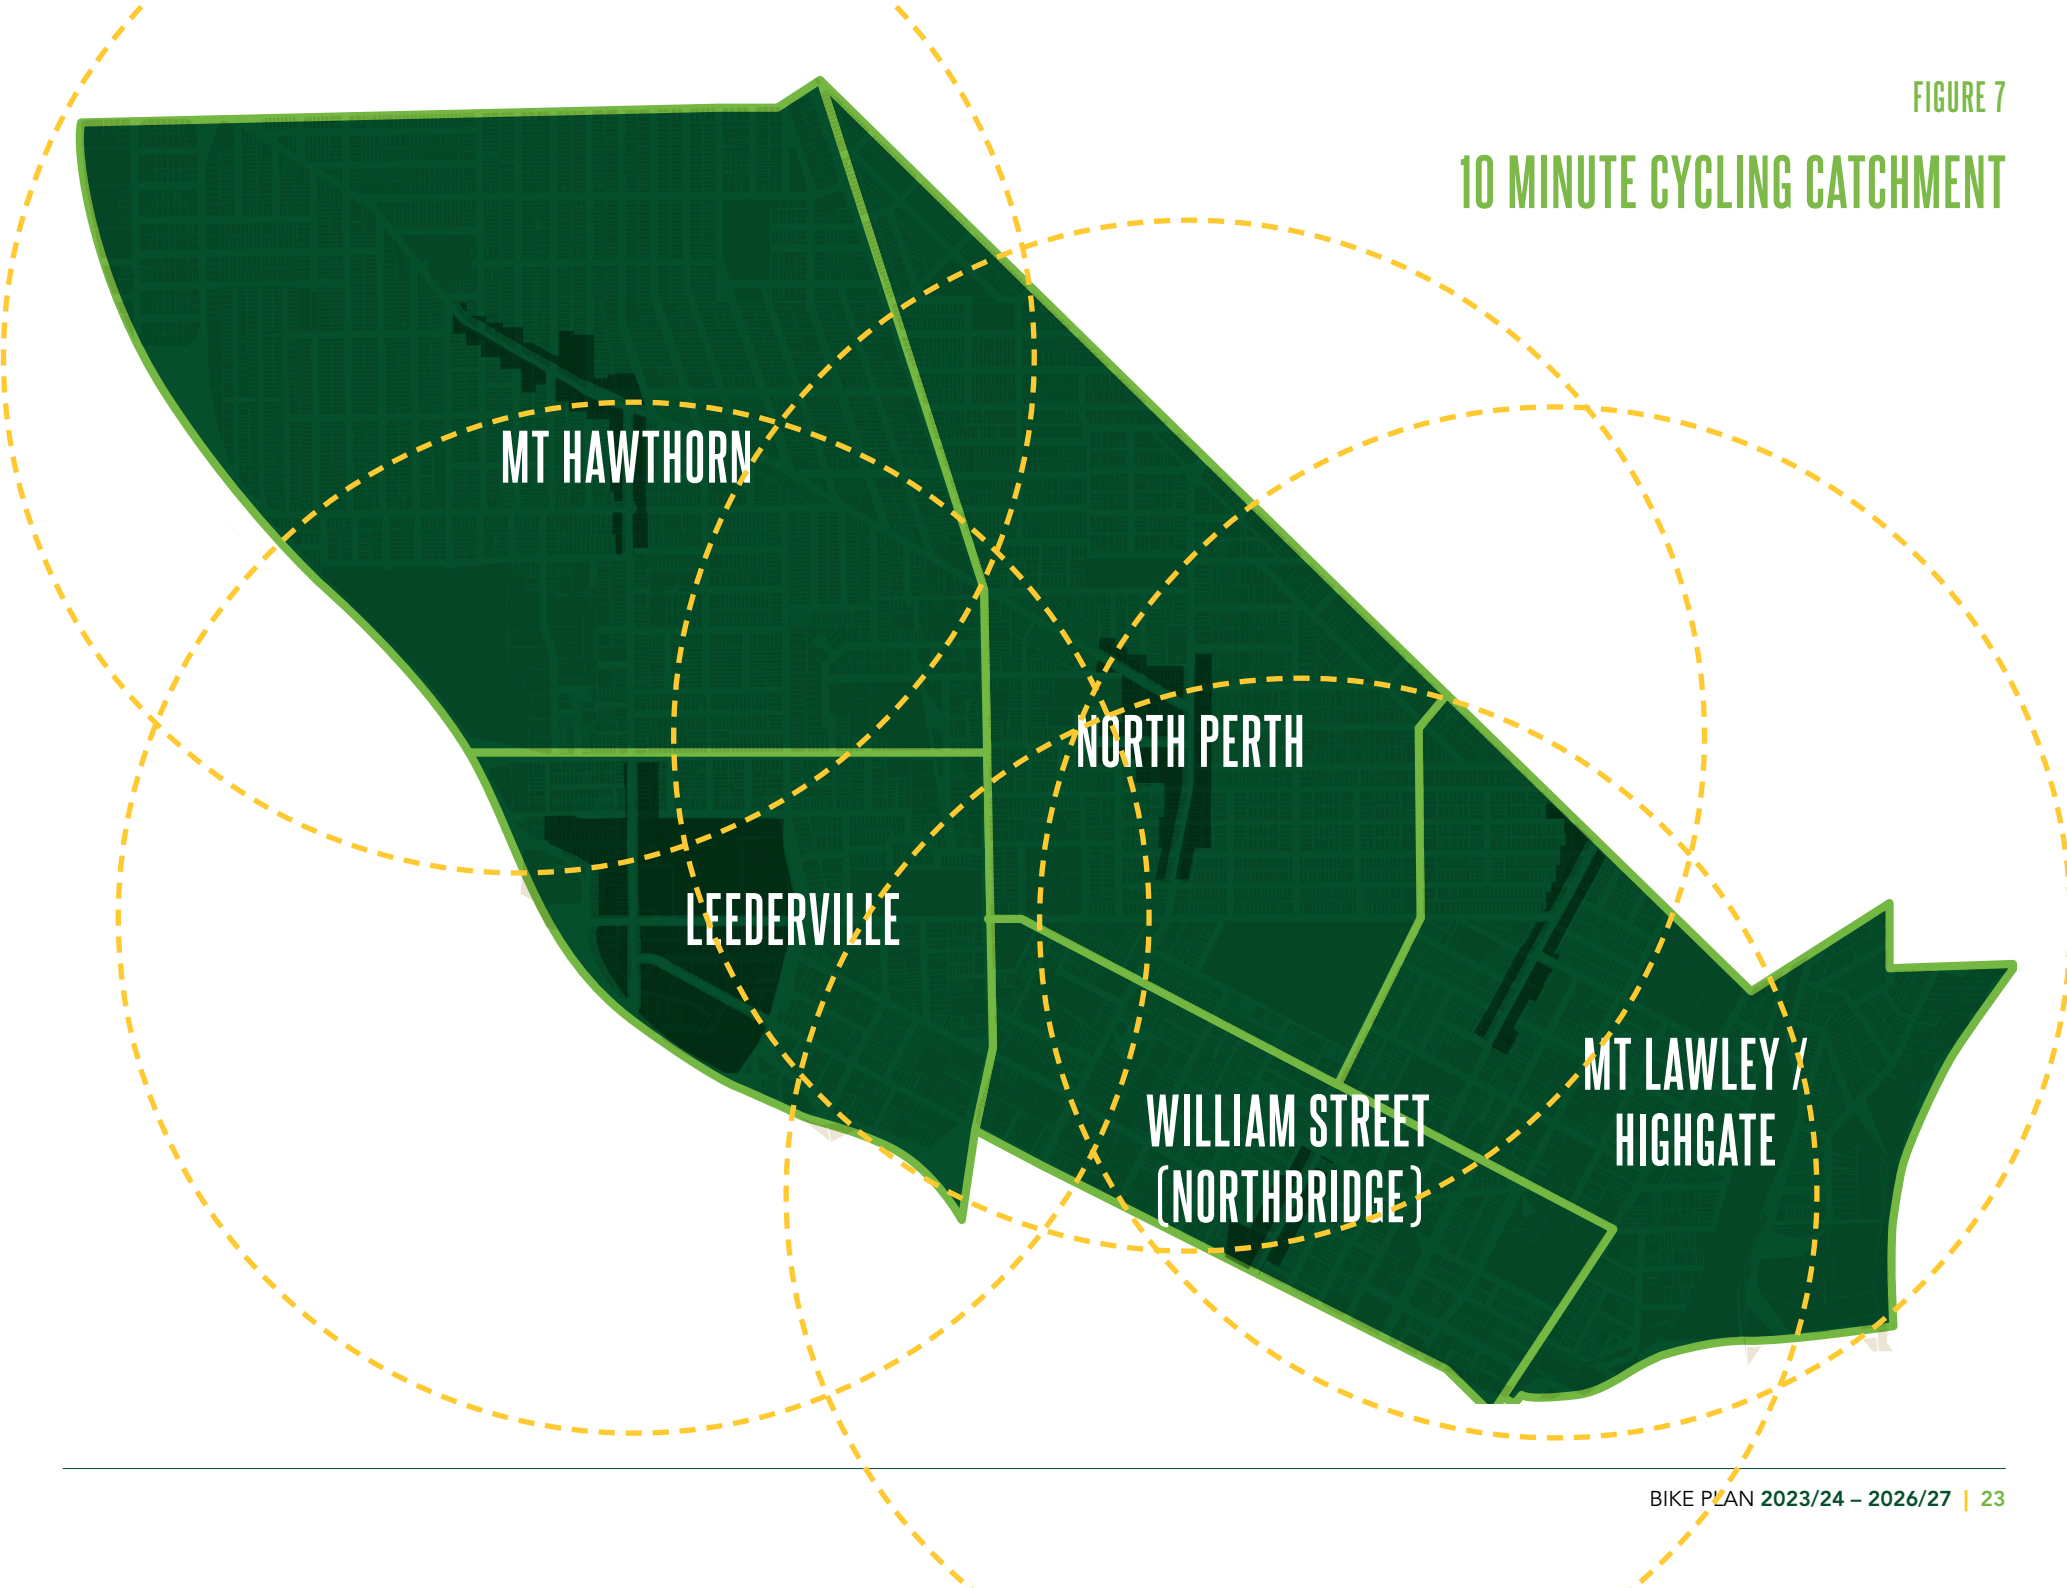 FIGURE 7
10 MINUTE CYCLING CATCHMENT
MT HAWTHORN
NORTH PERTH
LEEDERVILLE
MT LAWLEY /
HIGHGATE
WILLIAM STREET
(NORTHBRIDGE)
BIKE PLAN 2023/24 – 2026/27 | 23